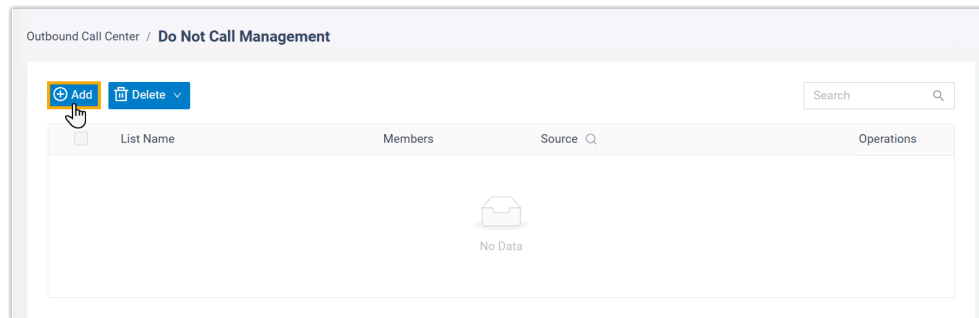 Outbound Call Center / Do Not Call Management
Add Delete Search
List Name Members Source Operations
No Data